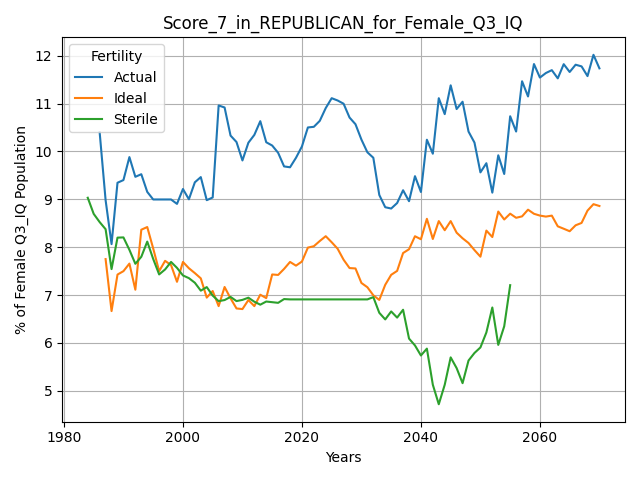 Score_7_in_REPUBLICAN_for_Female_Q3_IQ
Fertility
Actual
Ideal
Sterile
% of Female Q3_IQ Population
12
11
10
9
8
7
6
5
1980
2000
2020
2040
2060
Years